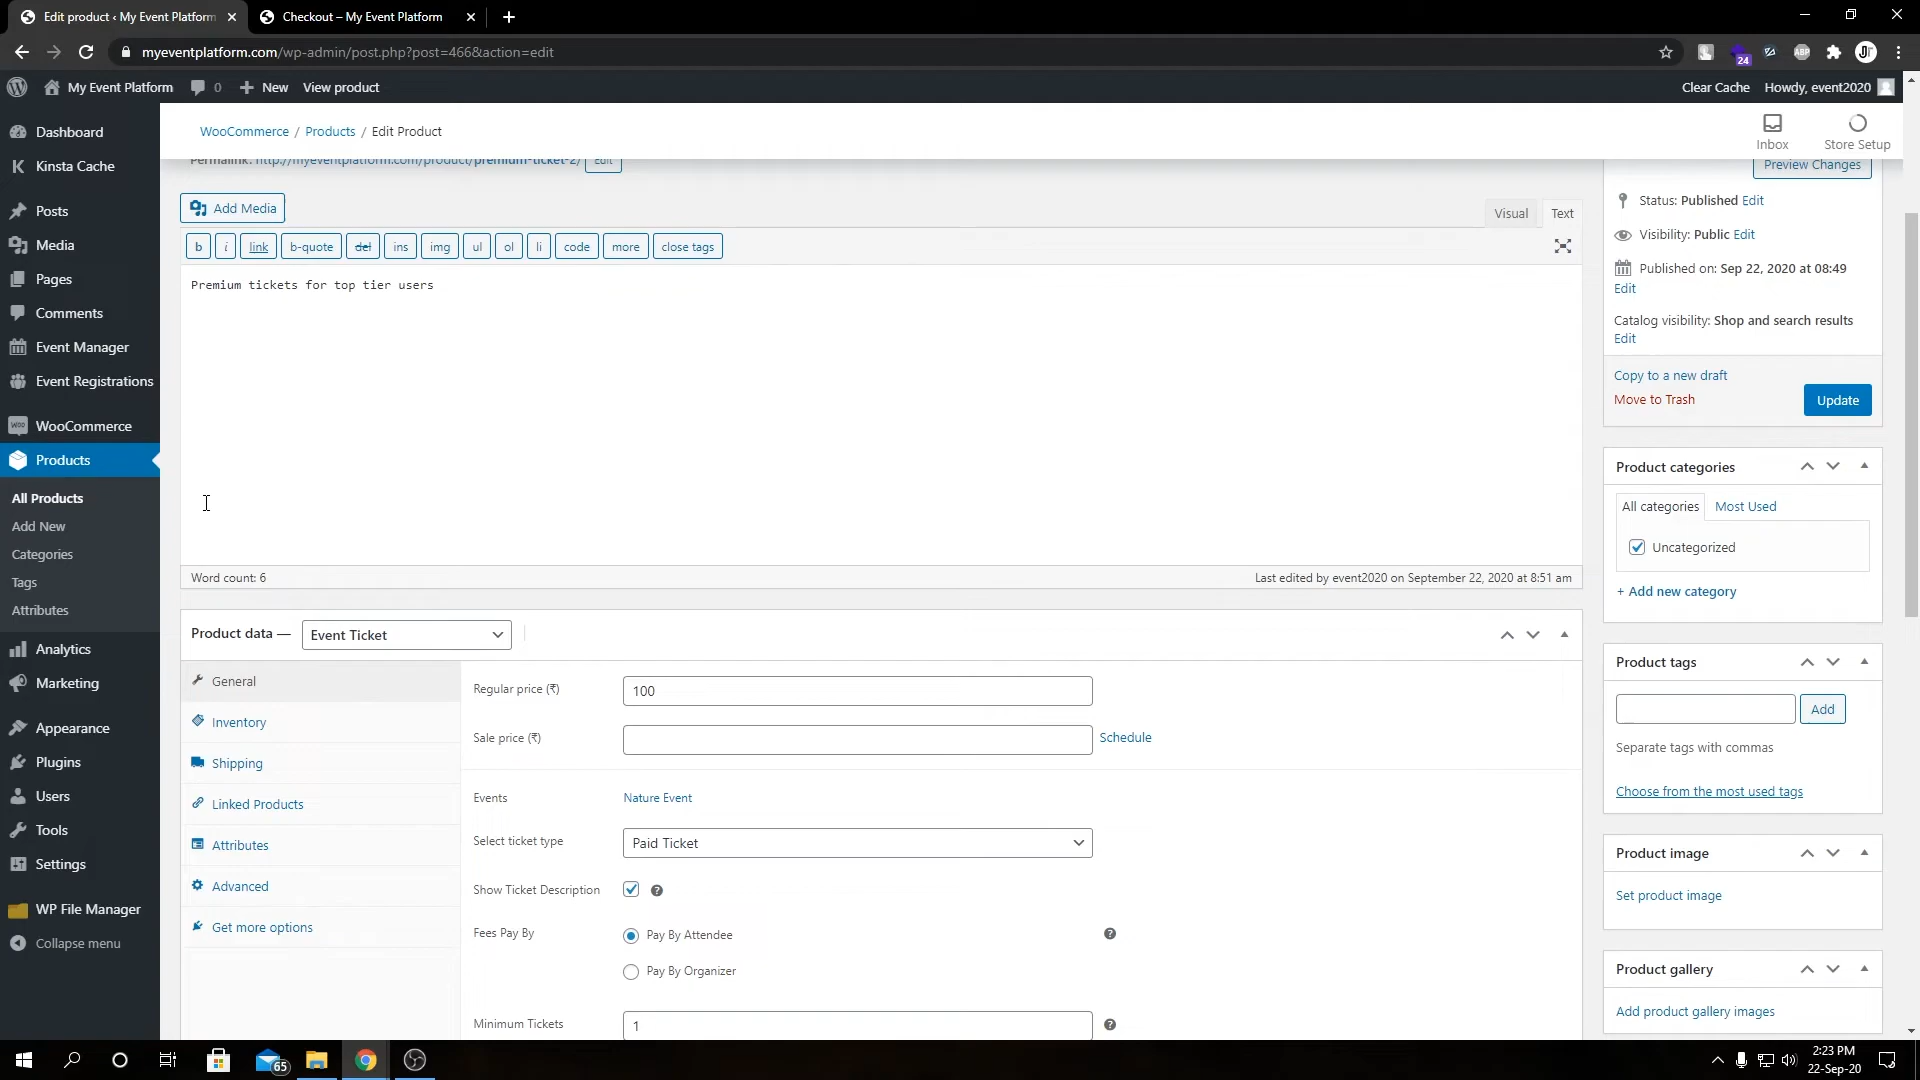 Edit product ‹ My Event Platform
Checkout – My Event Platform
myeventplatform.com/wp-admin/post.php?post=466&action=edit
24
ABP
My Event Platform
0
New
View product
Clear Cache
Howdy, event2020
Dashboard
Kinsta Cache
Posts
Media
Pages
Comments
Event Manager
Event Registrations
WooCommerce
Products
All Products
Add New
Categories
Tags
Attributes
Analytics
Marketing
Appearance
Plugins
Users
Tools
Settings
WP File Manager
Collapse menu
WooCommerce / Products / Edit Product
Inbox
Store Setup
Permalink: http://myeventplatform.com/product/premium-ticket-2/ Edit
Add Media
Visual
Text
b i link b-quote del ins img ul ol li code more close tags
Premium tickets for top tier users
Word count: 6
Last edited by event2020 on September 22, 2020 at 8:51 am
Product data — Event Ticket
General
Inventory
Shipping
Linked Products
Attributes
Advanced
Get more options
Regular price (₹) 100
Sale price (₹) Schedule
Events Nature Event
Select ticket type Paid Ticket
Show Ticket Description
Fees Pay By Pay By Attendee
Pay By Organizer
Minimum Tickets 1
Preview Changes
Status: Published Edit
Visibility: Public Edit
Published on: Sep 22, 2020 at 08:49
Edit
Catalog visibility: Shop and search results
Edit
Copy to a new draft
Move to Trash
Update
Product categories
All categories Most Used
Uncategorized
+ Add new category
Product tags
Add
Separate tags with commas
Choose from the most used tags
Product image
Set product image
Product gallery
Add product gallery images
65
2:23 PM
22-Sep-20